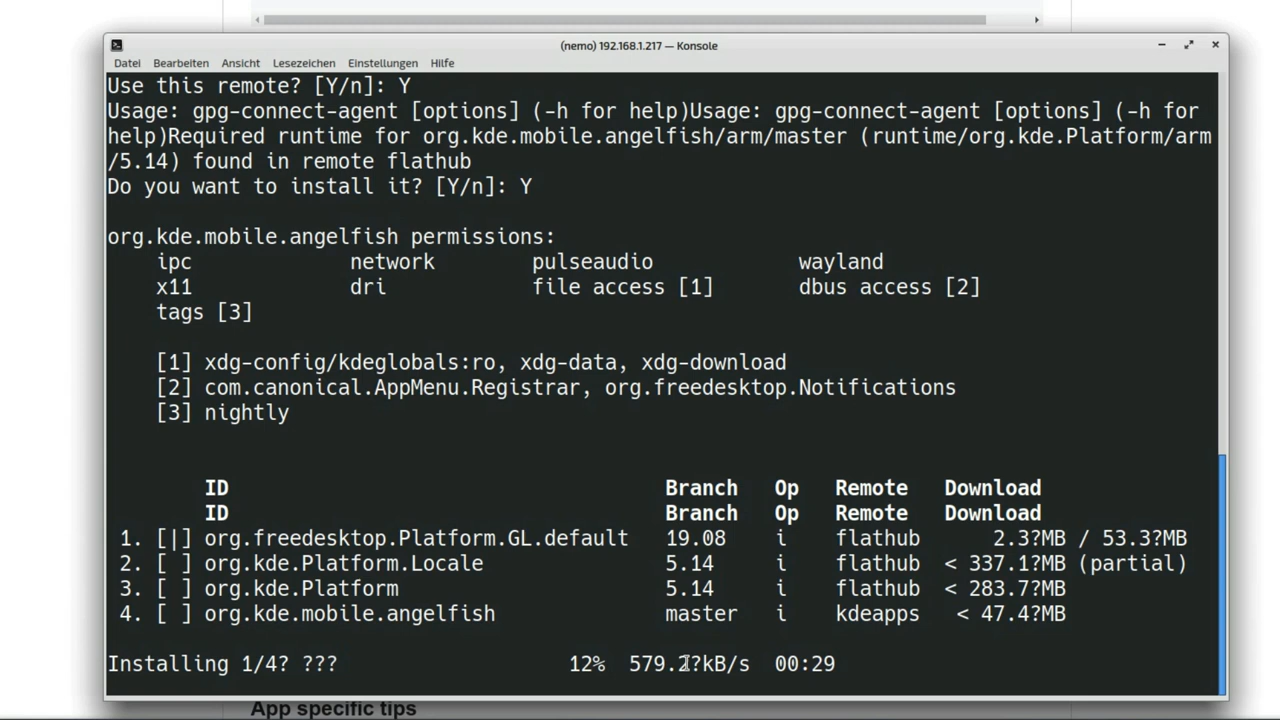 (nemo) 192.168.1.217 — Konsole
Datei Bearbeiten Ansicht Lesezeichen Einstellungen Hilfe
Use this remote? [Y/n]: Y
Usage: gpg-connect-agent [options] (-h for help)Usage: gpg-connect-agent [options] (-h for
help)Required runtime for org.kde.mobile.angelfish/arm/master (runtime/org.kde.Platform/arm
/5.14) found in remote flathub
Do you want to install it? [Y/n]: Y
org.kde.mobile.angelfish permissions:
ipc network pulseaudio wayland
x11 dri file access [1] dbus access [2]
tags [3]
[1] xdg-config/kdeglobals:ro, xdg-data, xdg-download
[2] com.canonical.AppMenu.Registrar, org.freedesktop.Notifications
[3] nightly
ID Branch Op Remote Download
ID Branch Op Remote Download
1. [|] org.freedesktop.Platform.GL.default 19.08 i flathub 2.3?MB / 53.3?MB
2. [ ] org.kde.Platform.Locale 5.14 i flathub < 337.1?MB (partial)
3. [ ] org.kde.Platform 5.14 i flathub < 283.7?MB
4. [ ] org.kde.mobile.angelfish master i kdeapps < 47.4?MB
Installing 1/4? ??? 12% 579.2?kB/s 00:29
App specific tips